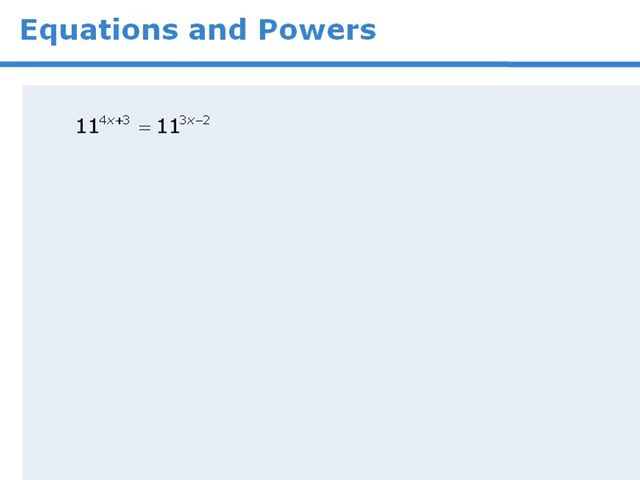 Equations and Powers
11^{4x+3} = 11^{3x−2}